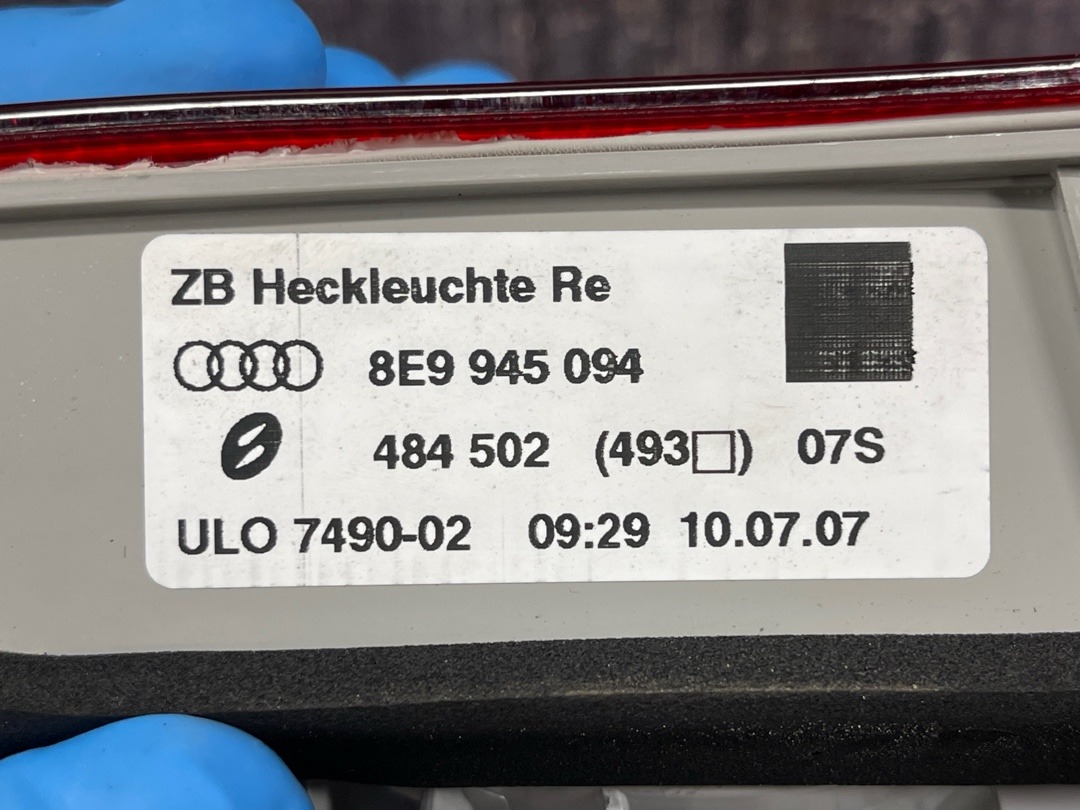 ZB Heckleuchte Re
8E9 945 094
484 502 (493□) 07S
ULO 7490-02 09:29 10.07.07